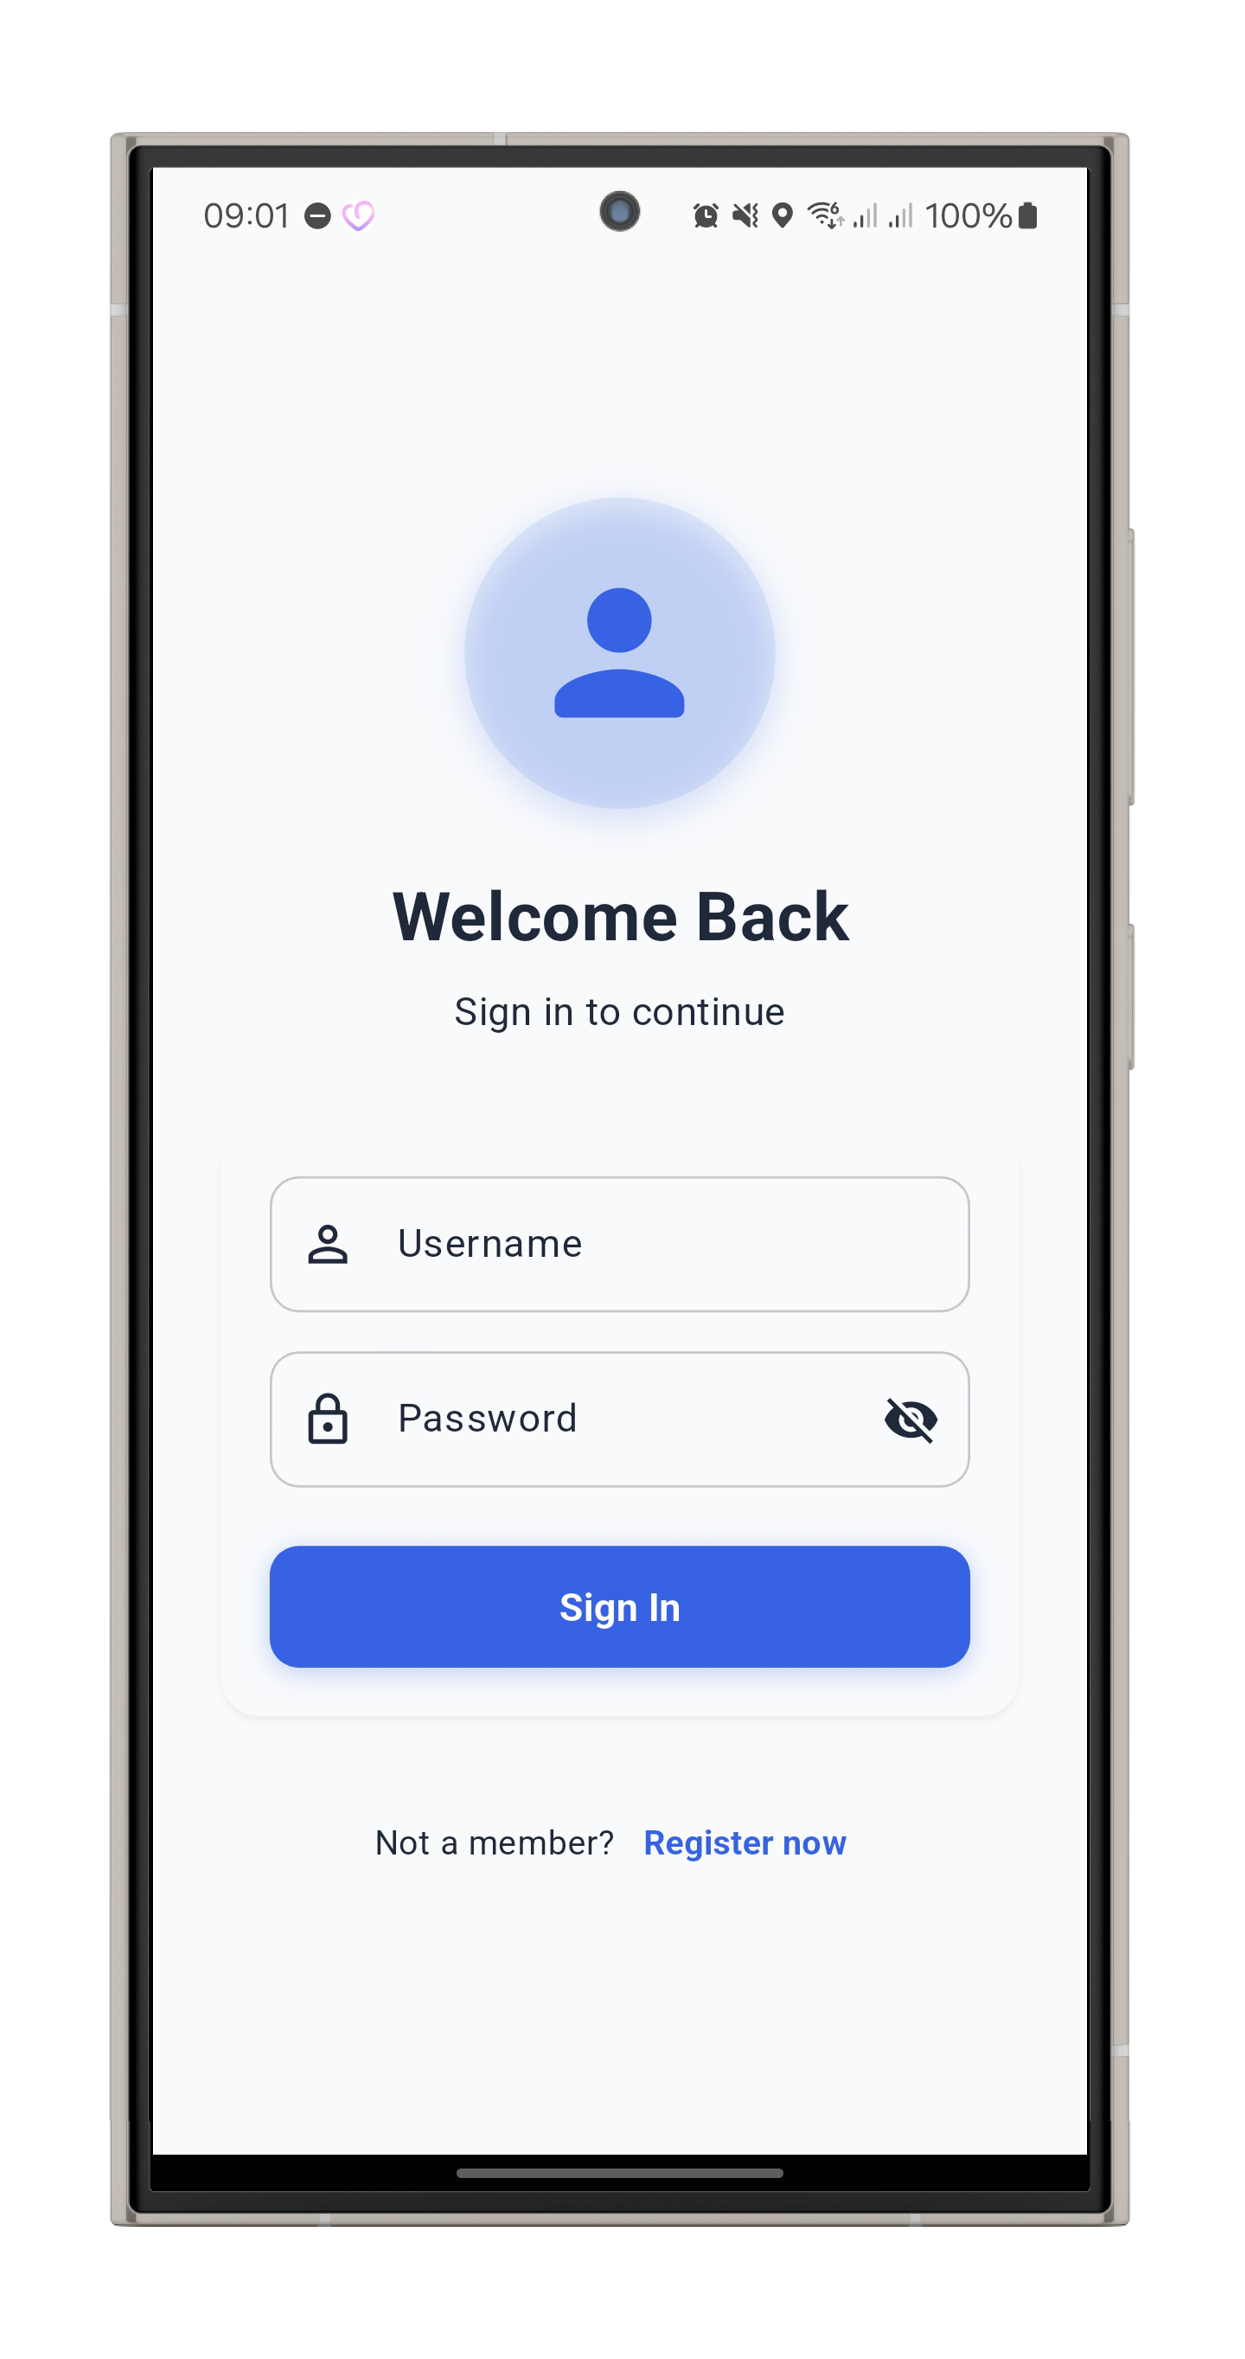 09:01 100%
Welcome Back
Sign in to continue
Username
Password
Sign In
Not a member? Register now